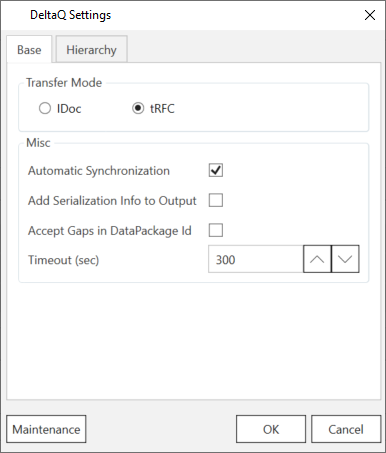 DeltaQ Settings
Base Hierarchy
Transfer Mode
IDoc tRFC
Misc
Automatic Synchronization
Add Serialization Info to Output
Accept Gaps in DataPackage Id
Timeout (sec) 300
Maintenance OK Cancel